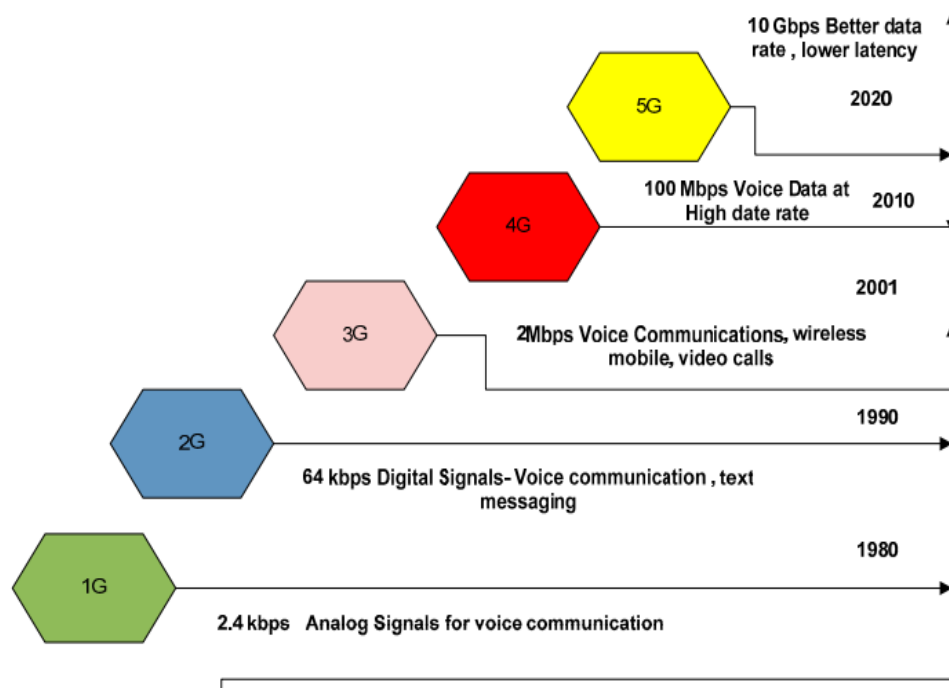 10 Gbps Better data
rate , lower latency
5G
2020
100 Mbps Voice Data at
High date rate
2010
4G
2001
3G
2Mbps Voice Communications, wireless
mobile, video calls
1990
2G
64 kbps Digital Signals- Voice communication , text
messaging
1980
1G
2.4 kbps Analog Signals for voice communication